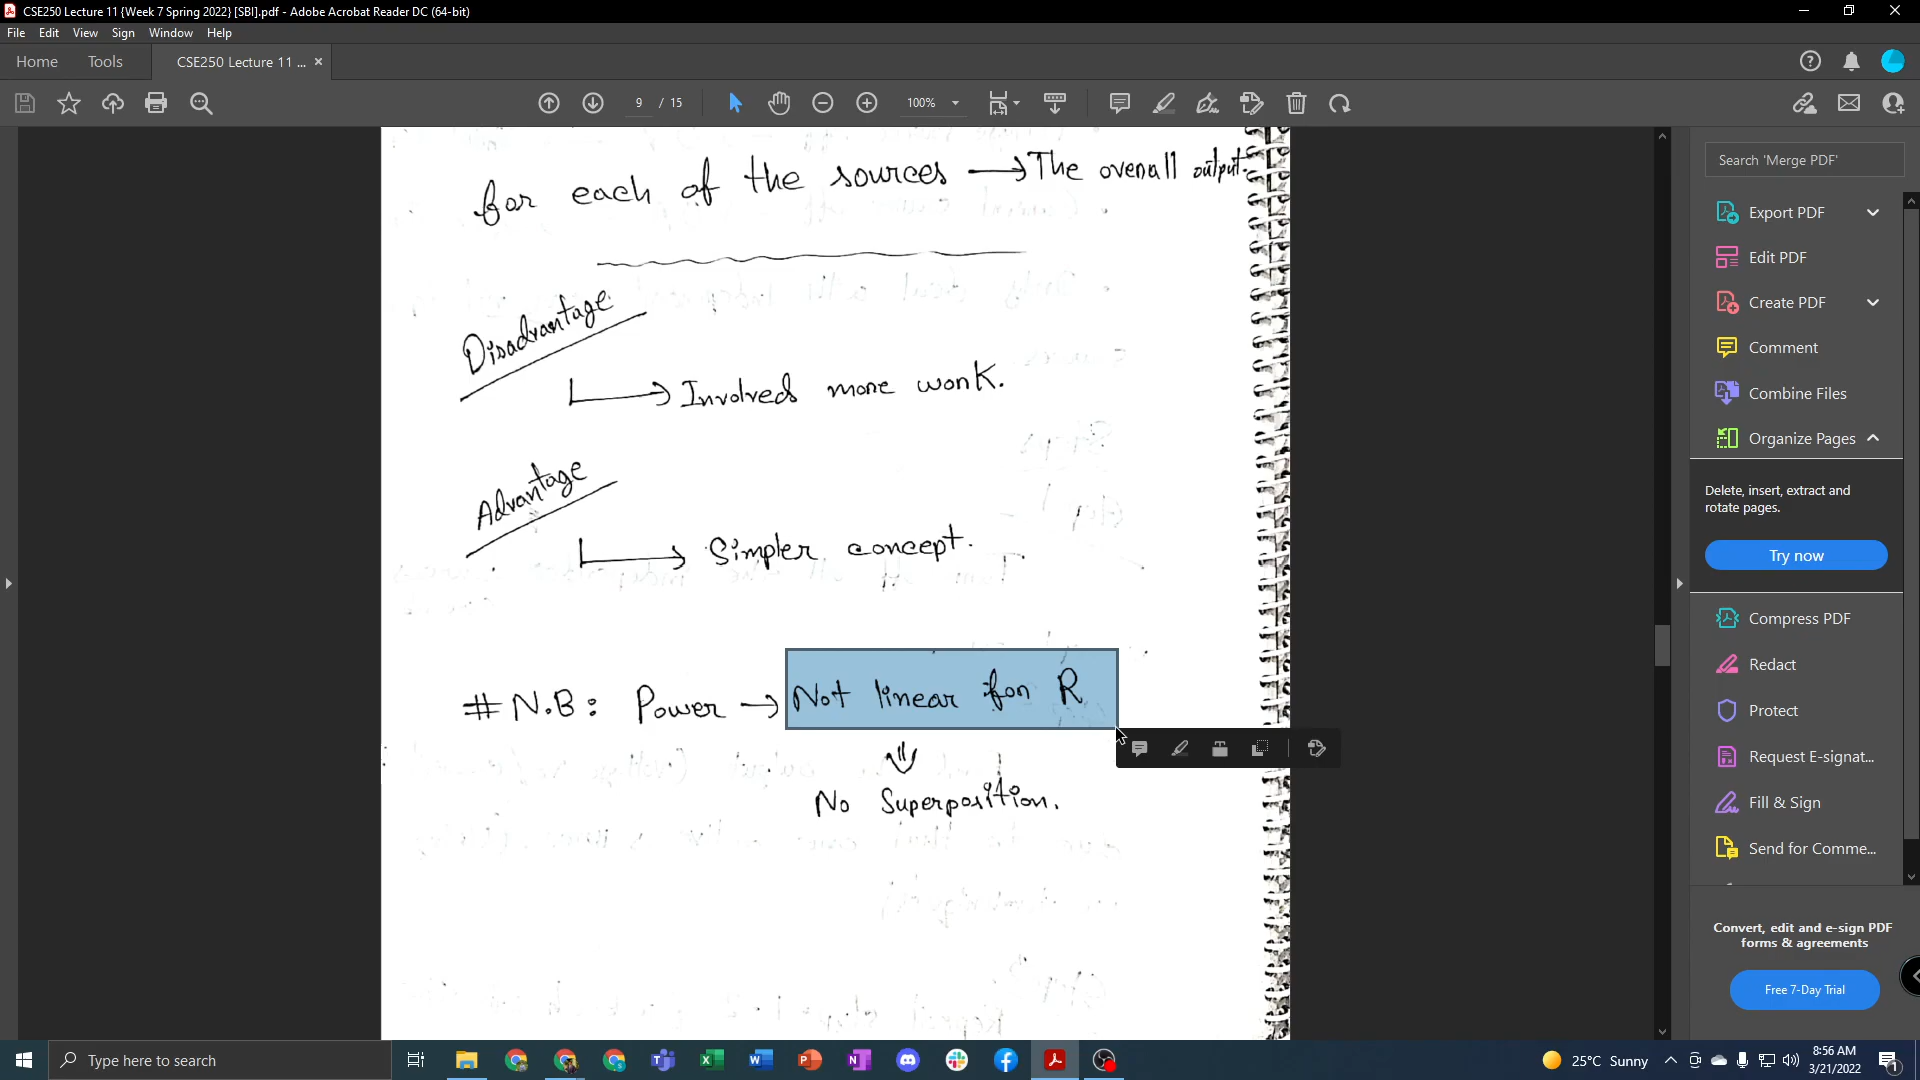 CSE250 Lecture 11 {Week 7 Spring 2022} [SBI].pdf - Adobe Acrobat Reader DC (64-bit)
File Edit View Sign Window Help
Home Tools CSE250 Lecture 11 ... ×
9 / 15 100%
for each of the sources → The overall output.
Disadvantage
Involved more work.
Advantage
Simpler concept.
# N.B: Power → Not linear for R
No Superposition.
Search 'Merge PDF'
Export PDF
Edit PDF
Create PDF
Comment
Combine Files
Organize Pages
Delete, insert, extract and
rotate pages.
Try now
Compress PDF
Redact
Protect
Request E-signat...
Fill & Sign
Send for Comme...
Convert, edit and e-sign PDF
forms & agreements
Free 7-Day Trial
Type here to search
25°C Sunny
8:56 AM
3/21/2022
1